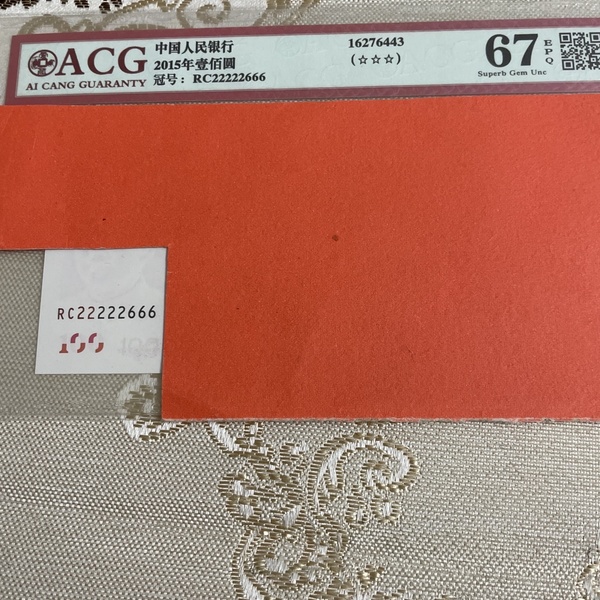 ACG
AI CANG GUARANTY
中国人民银行
2015年壹佰圆
冠号：RC22222666
16276443
(☆☆☆)
67 EPQ
Superb Gem Unc
RC22222666
100